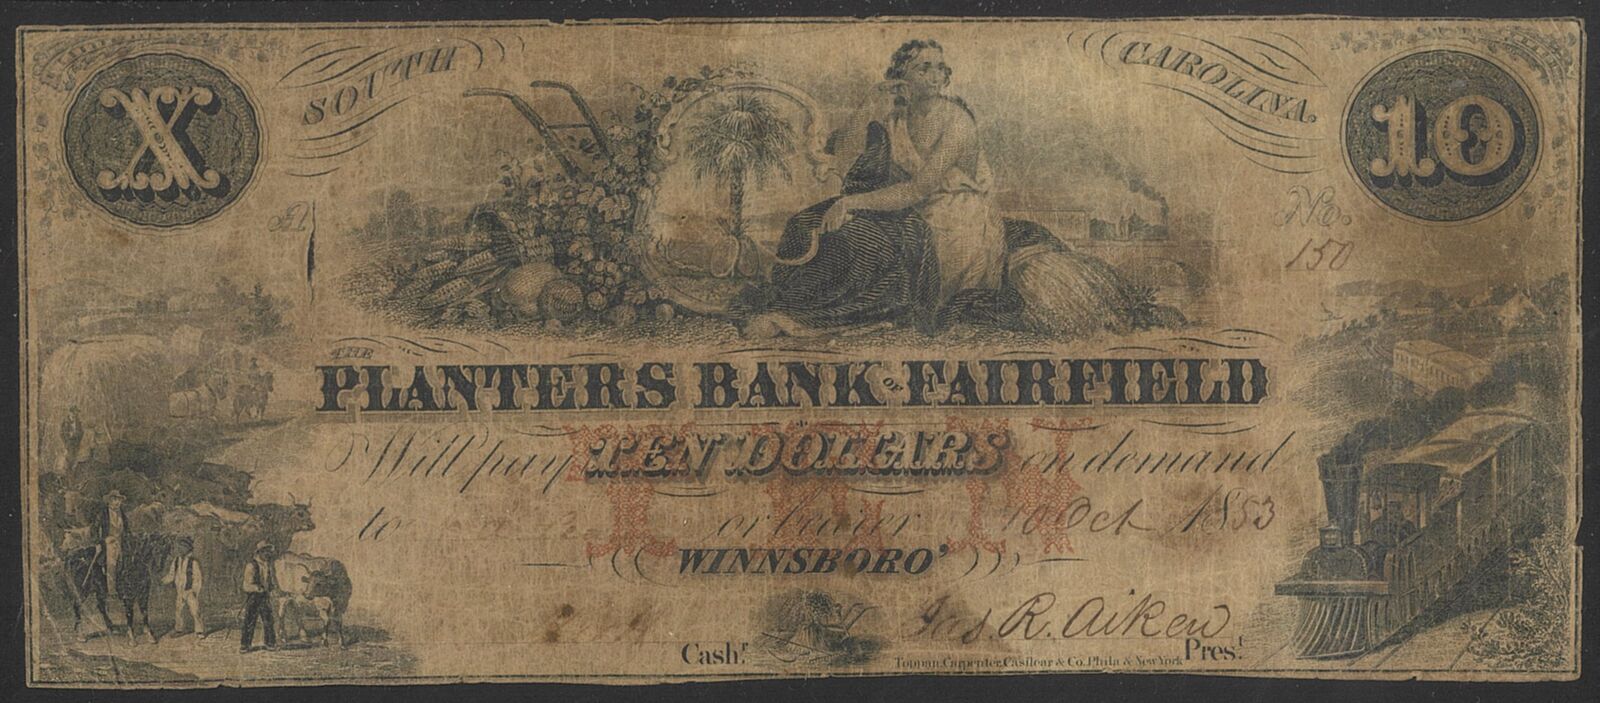 SOUTH CAROLINA.
X
10
A
No.
150
THE
PLANTERS BANK OF FAIRFIELD
Will pay TEN DOLLARS on demand
TEN
to or bearer 10 Oct 1853
WINNSBORO'
Jas R. Aiken
Cash.r
Pres.t
Toppan, Carpenter, Casilear & Co. Phila & New York